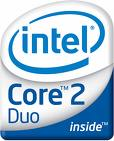 intel
Core™ 2
Duo
inside™